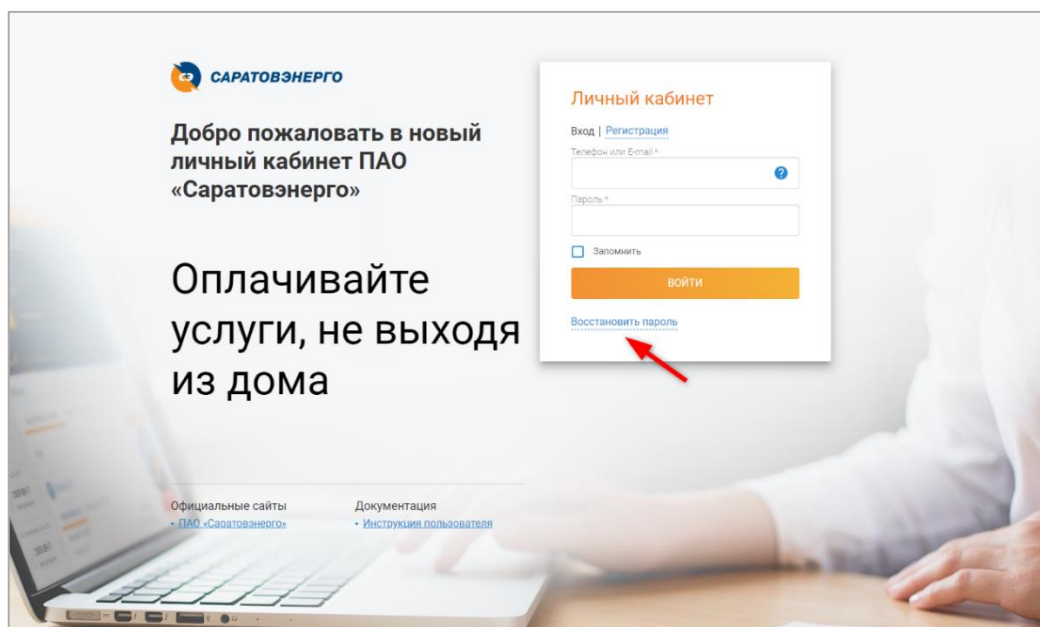 САРАТОВЭНЕРГО
Добро пожаловать в новый
личный кабинет ПАО
«Саратовэнерго»
Оплачивайте
услуги, не выходя
из дома
Официальные сайты
• ПАО «Саратовэнерго»
Документация
• Инструкция пользователя
Личный кабинет
Вход | Регистрация
Телефон или E-mail *
Пароль *
Запомнить
ВОЙТИ
Восстановить пароль